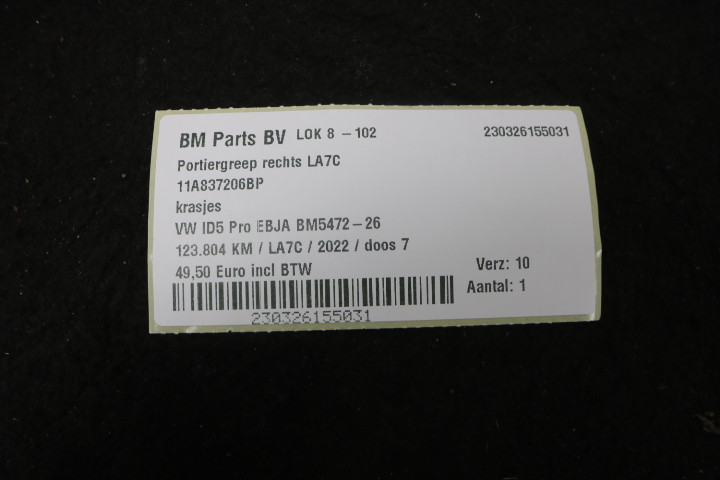 BM Parts BV LOK 8 - 102 230326155031
Portiergreep rechts LA7C
11A837206BP
krasjes
VW ID5 Pro EBJA BM5472-26
123.804 KM / LA7C / 2022 / doos 7
49,50 Euro incl BTW Verz: 10
Aantal: 1
230326155031